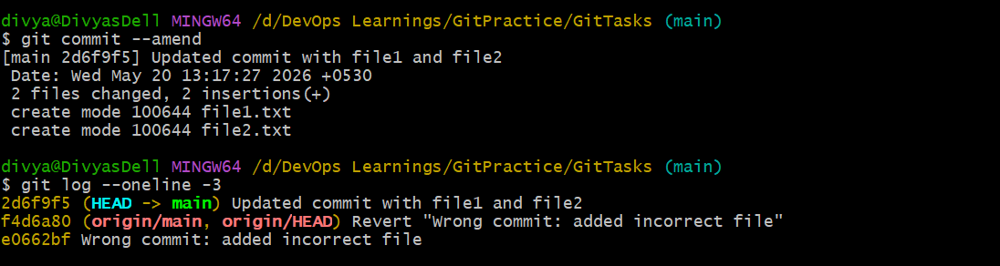 divya@DivyasDell MINGW64 /d/DevOps Learnings/GitPractice/GitTasks (main)
$ git commit --amend
[main 2d6f9f5] Updated commit with file1 and file2
 Date: Wed May 20 13:17:27 2026 +0530
 2 files changed, 2 insertions(+)
 create mode 100644 file1.txt
 create mode 100644 file2.txt

divya@DivyasDell MINGW64 /d/DevOps Learnings/GitPractice/GitTasks (main)
$ git log --oneline -3
2d6f9f5 (HEAD -> main) Updated commit with file1 and file2
f4d6a80 (origin/main, origin/HEAD) Revert "Wrong commit: added incorrect file"
e0662bf Wrong commit: added incorrect file